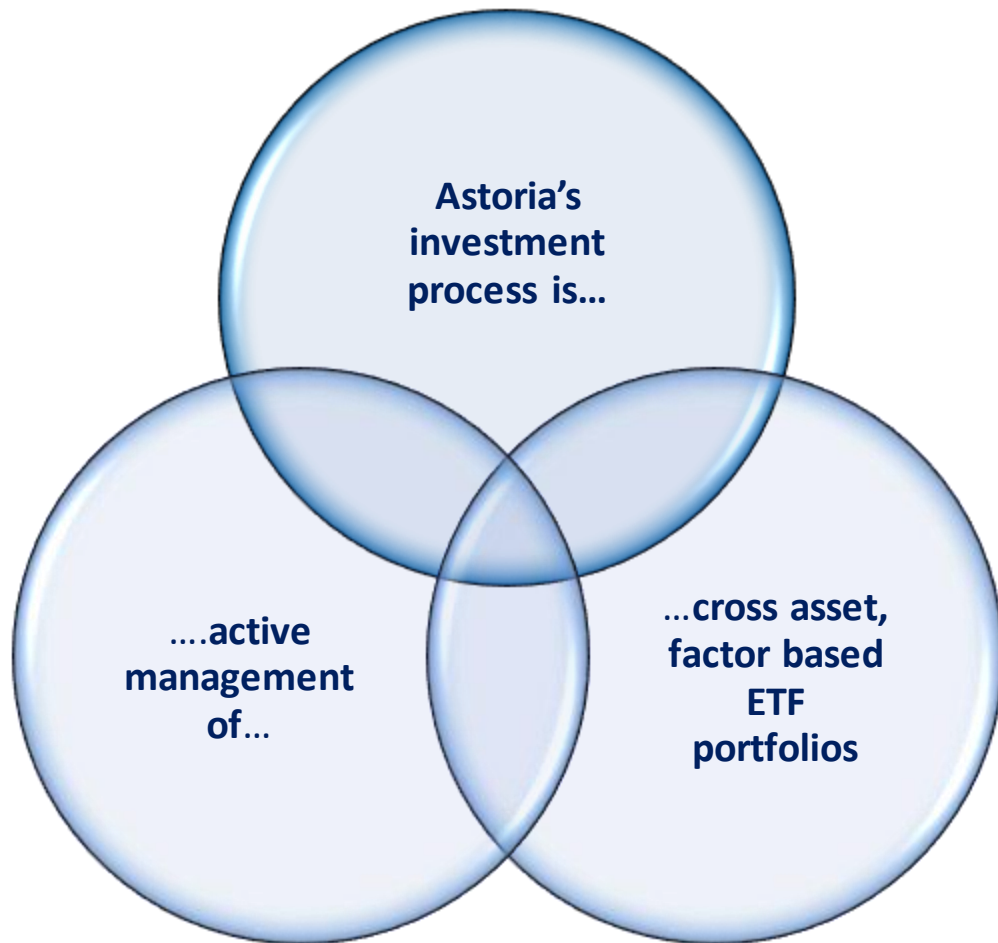 Astoria’s
investment
process is…
….active
management
of…
…cross asset,
factor based
ETF
portfolios